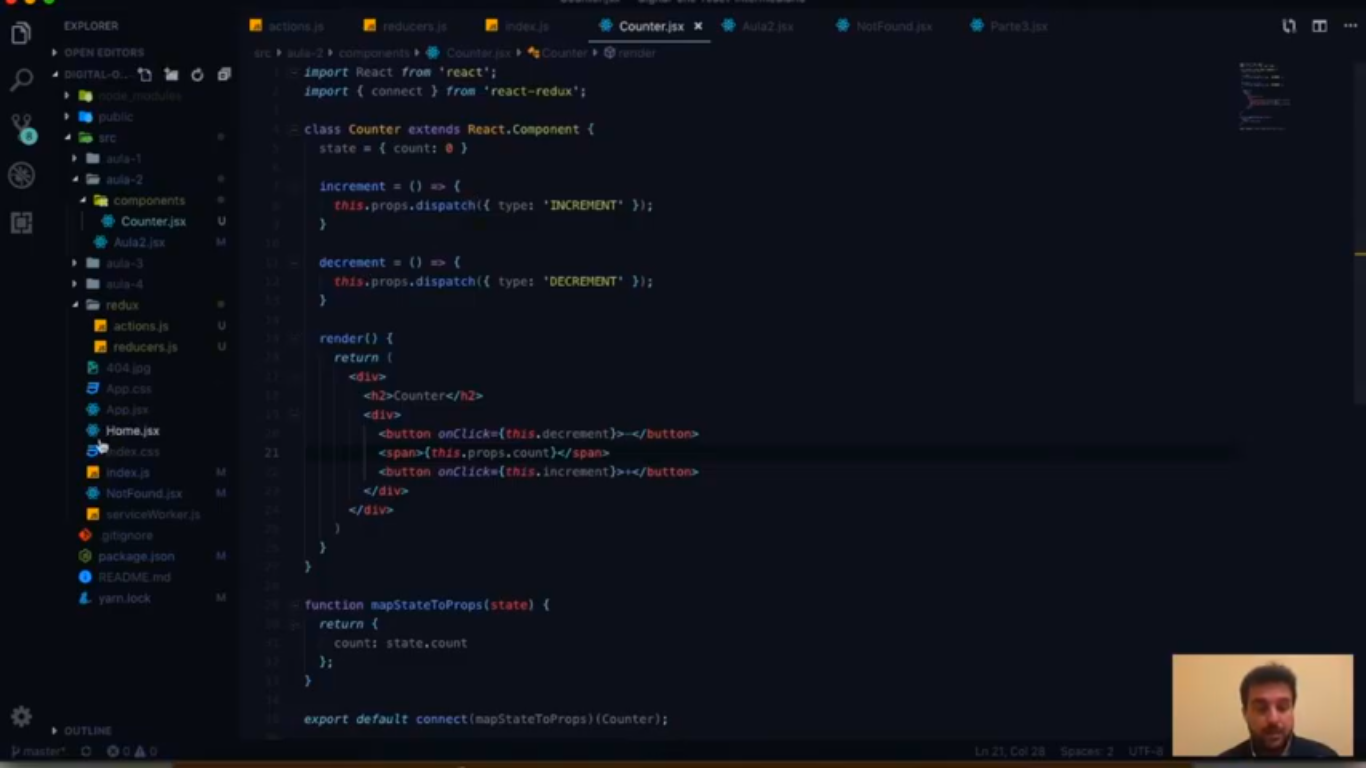 EXPLORER
OPEN EDITORS
DIGITAL-O...
node_modules
public
src
aula-1
aula-2
components
Counter.jsx U
Aula2.jsx M
aula-3
aula-4
redux
actions.js U
reducers.js U
404.jpg
App.css
App.jsx
Home.jsx
index.css
index.js M
NotFound.jsx M
serviceWorker.js
.gitignore
package.json M
README.md
yarn.lock M
OUTLINE
8
actions.js reducers.js index.js Counter.jsx × Aula2.jsx NotFound.jsx Parte3.jsx
src aula-2 components Counter.jsx Counter render
import React from 'react';
import { connect } from 'react-redux';
class Counter extends React.Component {
state = { count: 0 }
increment = () => {
this.props.dispatch({ type: 'INCREMENT' });
}
decrement = () => {
this.props.dispatch({ type: 'DECREMENT' });
}
render() {
return (
<div>
<h2>Counter</h2>
<div>
<button onClick={this.decrement}>-</button>
21 <span>{this.props.count}</span>
<button onClick={this.increment}>+</button>
</div>
</div>
)
}
}
function mapStateToProps(state) {
return {
count: state.count
};
}
export default connect(mapStateToProps)(Counter);
master* 0 0 Ln 21, Col 28 Spaces: 2 UTF-8